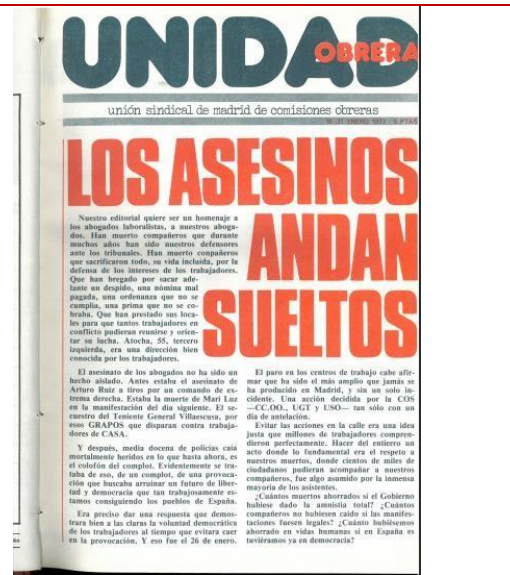 UNIDAD
OBRERA
unión sindical de madrid de comisiones obreras
31 ENERO 1977 - 5 PTAS
LOS ASESINOS
ANDAN
SUELTOS
Nuestro editorial quiere ser un homenaje a
los abogados laboralistas, a nuestros aboga-
dos. Han muerto compañeros que durante
muchos años han sido nuestros defensores
ante los tribunales. Han muerto conpañeros
que sacrificaron todo, su vida incluida, por la
defensa de los intereses de los trabajadores.
Que han bregado por sacar ade-
lante un despido, una nómina mal
pagada, una ordenanza que no se
cumplia, una prima que no se co-
braba. Que han prestado sus loca-
les para que tantos trabajadores en
conflicto pudieran reunirse y orien-
tar su lucha. Atocha, 55, tercero
izquierda, era una dirección bien
conocida por los trabajadores.
El asesinato de los abogados no ha sido un
hecho aislado. Antes estaba el asesinato de
Arturo Ruiz a tiros por un comando de ex-
trema derecha. Estaba la muerte de Mari Luz
en la manifestación del día siguiente. El se-
cuestro del Teniente General Villaescusa, por
esos GRAPOS que disparan contra trabaja-
dores de CASA.
Y después, media docena de policías caía
mortalmente heridos en lo que hasta ahora, es
el colofón del complot. Evidentemente se tra-
taba de eso, de un complot, de una provoca-
ción que buscaba arruinar un futuro de liber-
tad y democracia que tan trabajosamente es-
tamos consiguiendo los pueblos de España.
Era preciso dar una respuesta que demos-
trara bien a las claras la voluntad democrática
de los trabajadores al tiempo que evitara caer
en la provocación. Y eso fue el 26 de enero.
El paro en los centros de trabajo cabe afir-
mar que ha sido el más amplio que jamás se
ha producido en Madrid, y sin un solo in-
cidente. Una acción decidida por la COS
—CC.OO., UGT y USO— tan sólo con un
día de antelación.
Evitar las acciones en la calle era una idea
justa que millones de trabajadores compren-
dieron perfectamente. Hacer del entierro un
acto donde lo fundamental era el respeto a
nuestros muertos, donde cientos de miles de
ciudadanos pudieran acompañar a nuestros
compañeros, fue algo asumido por la inmensa
mayoría de los asistentes.
¿Cuántos muertos ahorrados si el Gobierno
hubiese dado la amnistía total? ¿Cuántos
compañeros no hubiesen caído si las manifes-
taciones fuesen legales? ¿Cuánto hubiésemos
ahorrado en vidas humanas si en España es
tuviéramos ya en democracia?